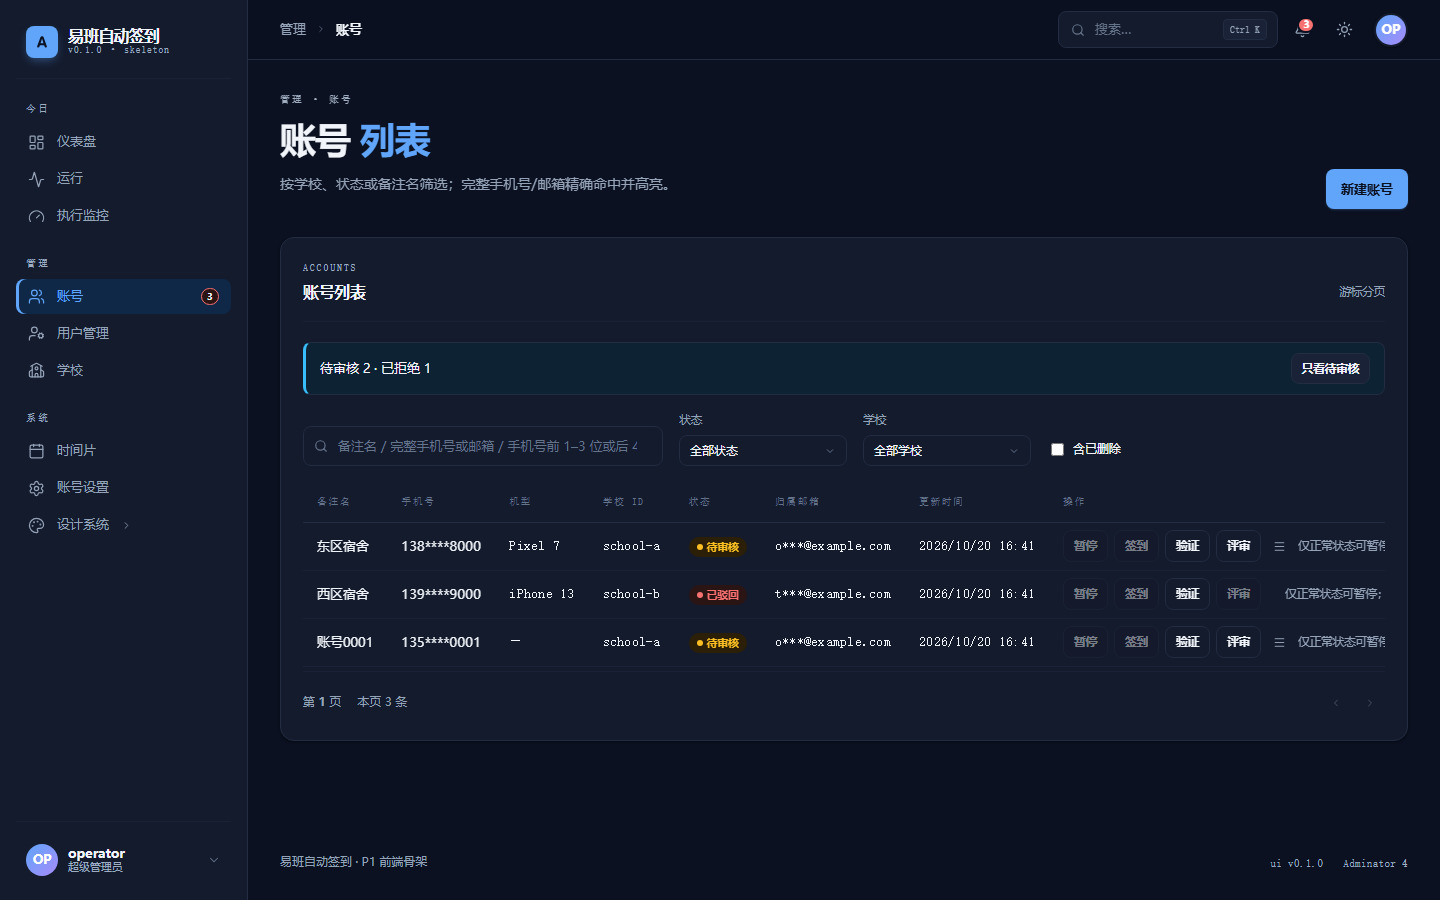 A
易班自动签到
v0.1.0 • skeleton
今日
仪表盘
运行
执行监控
管理
账号 3
用户管理
学校
系统
时间片
账号设置
设计系统
OP
operator
超级管理员
管理 账号
搜索... Ctrl K
3
OP
管理 • 账号
账号 列表
按学校、状态或备注名筛选；完整手机号/邮箱精确命中并高亮。
新建账号
ACCOUNTS
账号列表
游标分页
待审核 2 · 已拒绝 1
只看待审核
备注名 / 完整手机号或邮箱 / 手机号前 1–3 位或后 4
状态
全部状态
学校
全部学校
含已删除
备注名 手机号 机型 学校 ID 状态 归属邮箱 更新时间 操作
东区宿舍 138****8000 Pixel 7 school-a 待审核 o***@example.com 2026/10/20 16:41 暂停 签到 验证 评审 仅正常状态可暂停
西区宿舍 139****9000 iPhone 13 school-b 已驳回 t***@example.com 2026/10/20 16:41 暂停 签到 验证 评审 仅正常状态可暂停;
账号0001 135****0001 — school-a 待审核 o***@example.com 2026/10/20 16:41 暂停 签到 验证 评审 仅正常状态可暂停
第 1 页 本页 3 条
易班自动签到 · P1 前端骨架
ui v0.1.0 Adminator 4